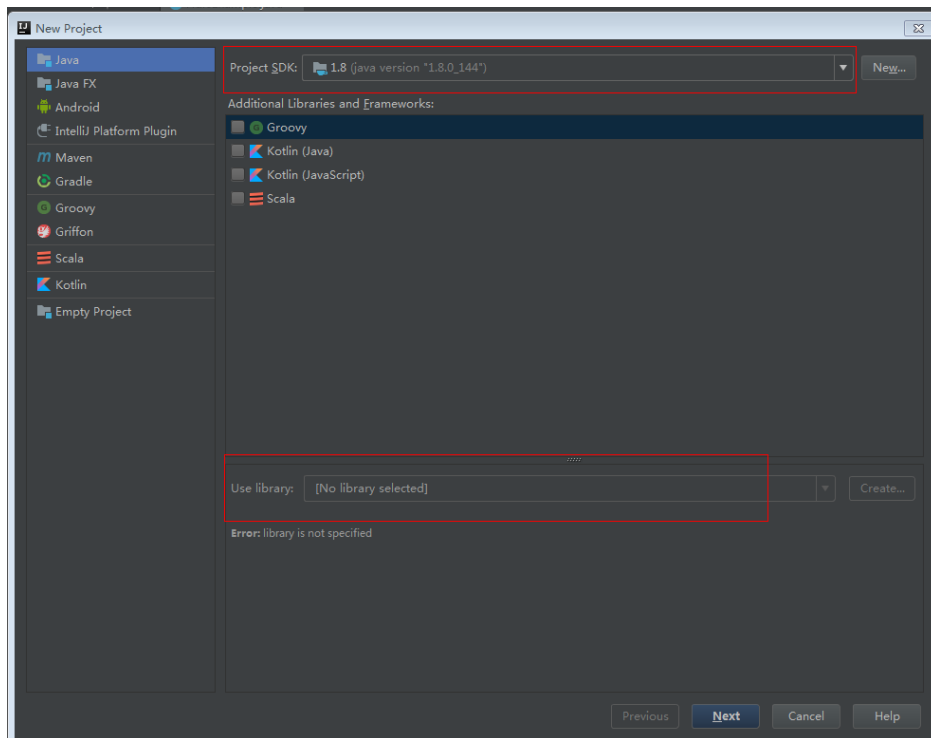 New Project
Java
Java FX
Android
IntelliJ Platform Plugin
Maven
Gradle
Groovy
Griffon
Scala
Kotlin
Empty Project
Project SDK: 1.8 (java version "1.8.0_144") New...
Additional Libraries and Frameworks:
Groovy
Kotlin (Java)
Kotlin (JavaScript)
Scala
Use library: [No library selected] Create...
Error: library is not specified
Previous Next Cancel Help